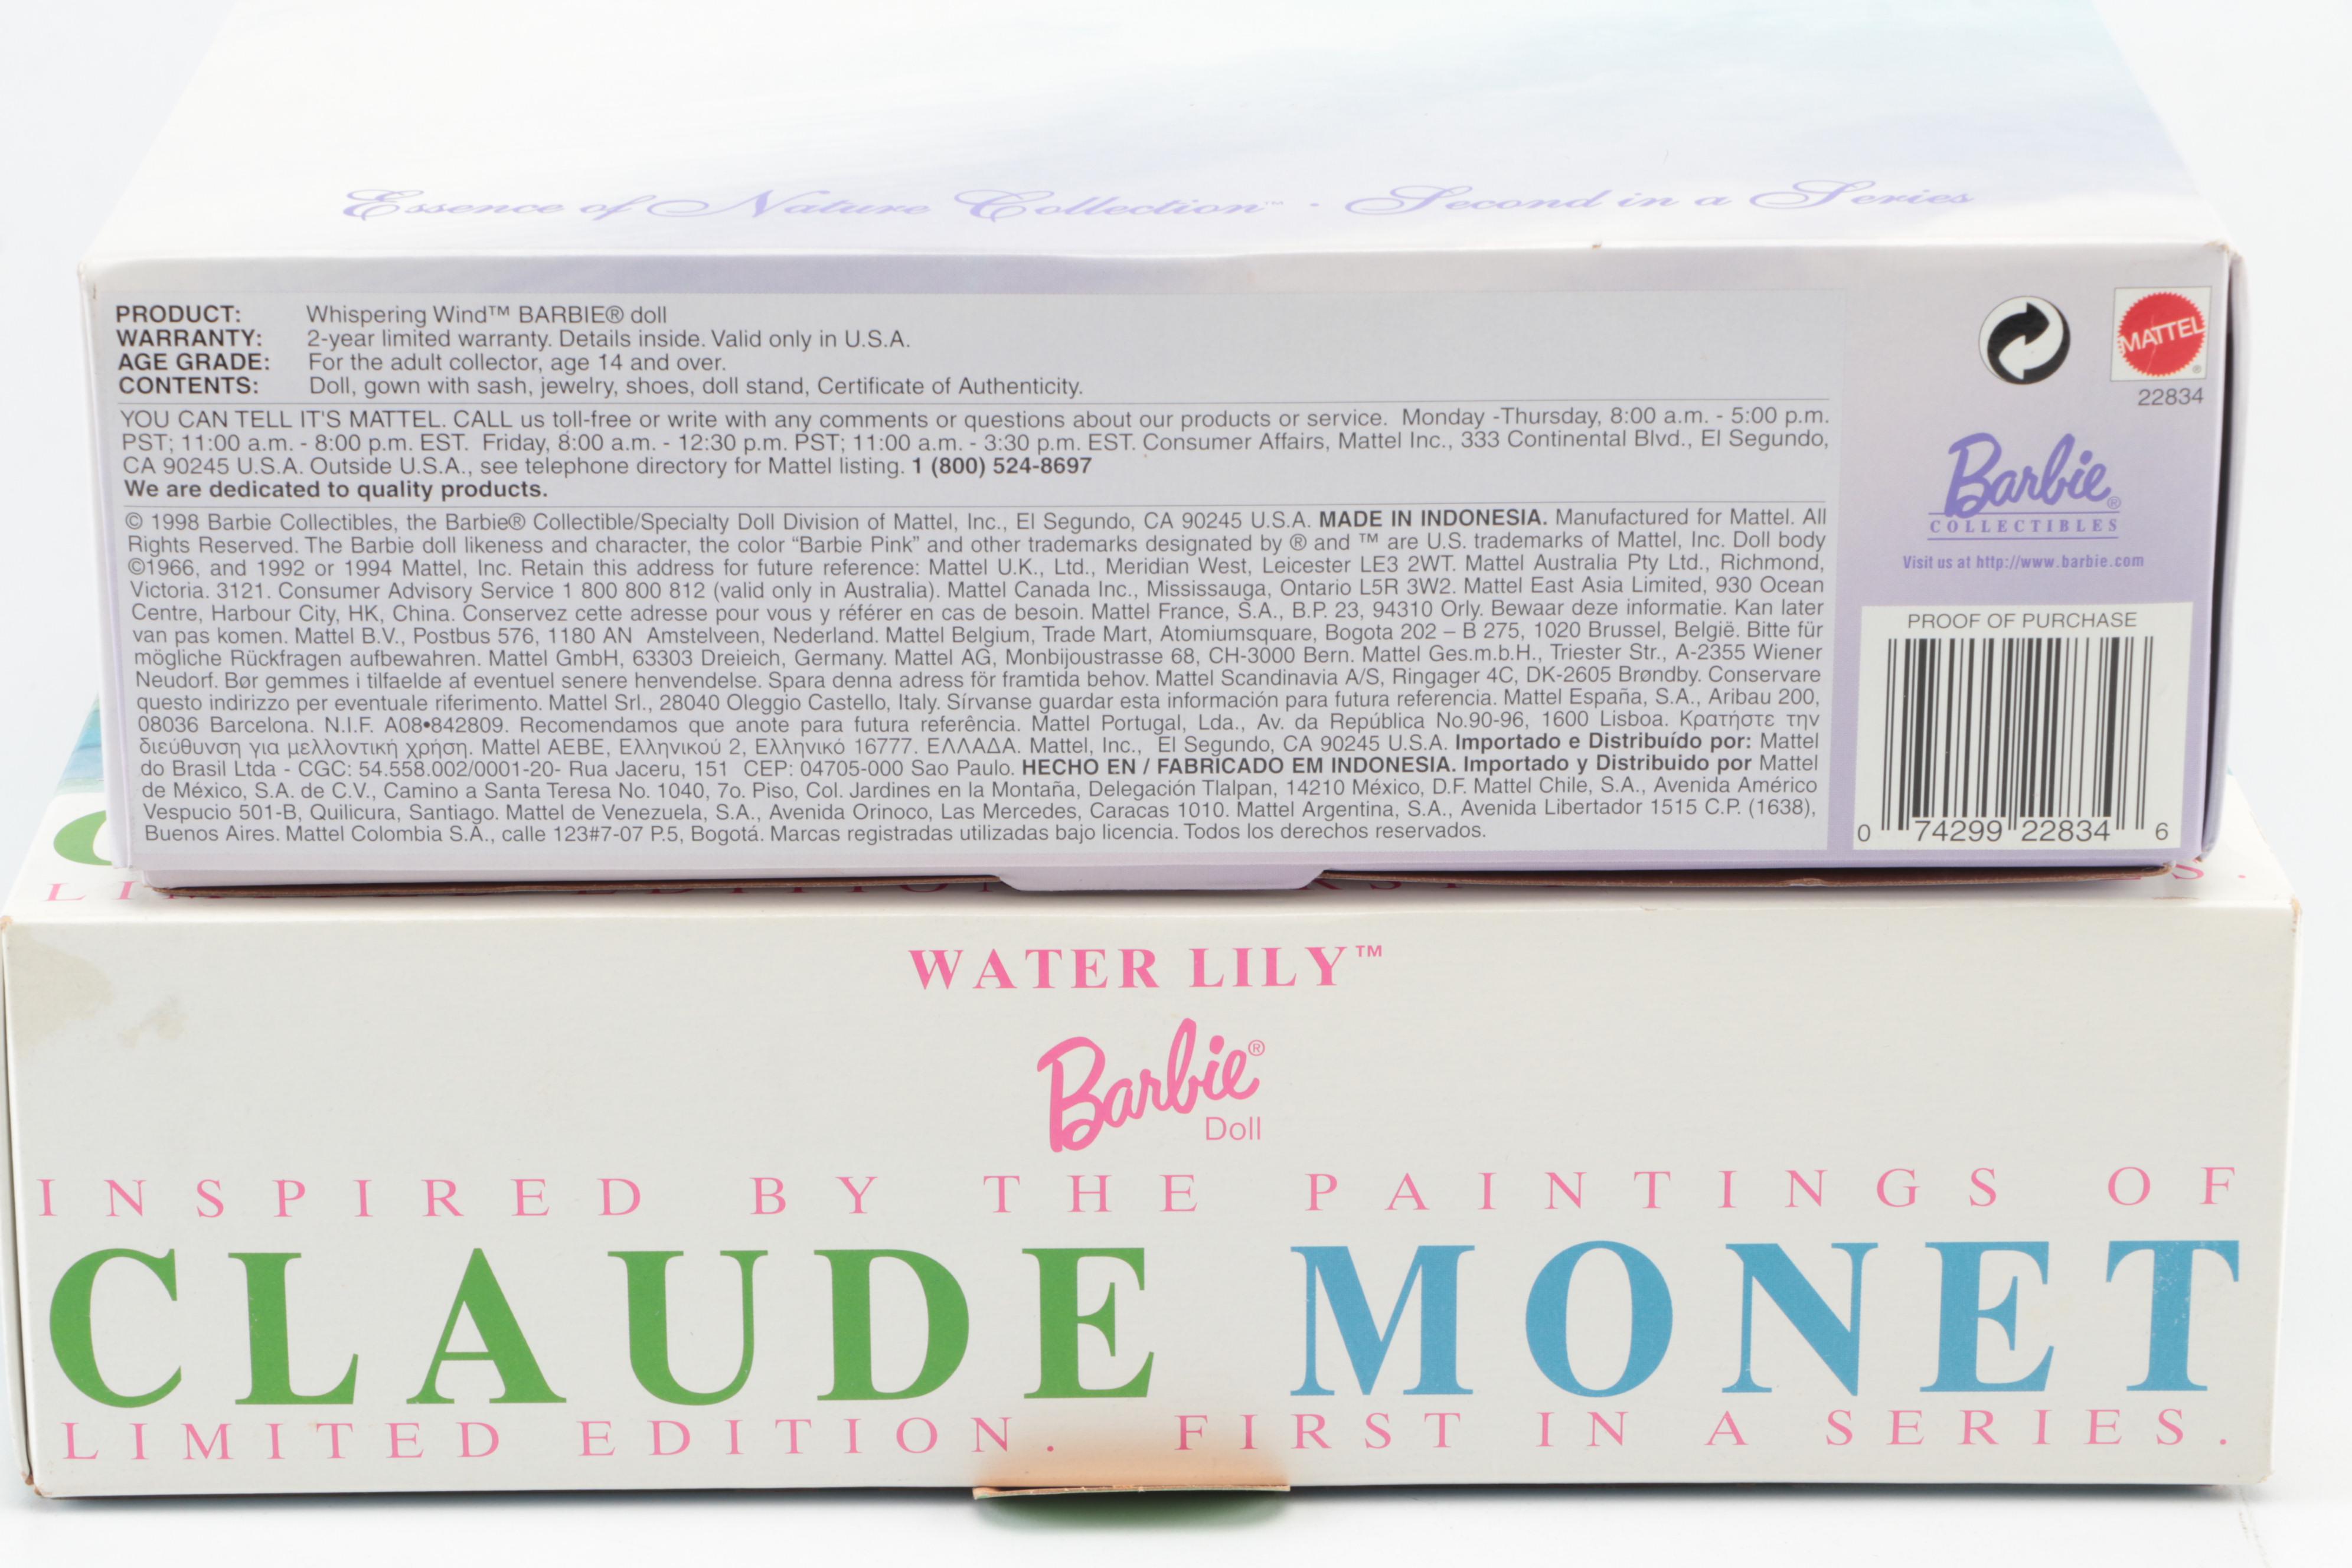 Essence of Nature Collection™ · Second in a Series
PRODUCT: Whispering Wind™ BARBIE® doll
WARRANTY: 2-year limited warranty. Details inside. Valid only in U.S.A.
AGE GRADE: For the adult collector, age 14 and over.
CONTENTS: Doll, gown with sash, jewelry, shoes, doll stand, Certificate of Authenticity.
YOU CAN TELL IT'S MATTEL. CALL us toll-free or write with any comments or questions about our products or service. Monday -Thursday, 8:00 a.m. - 5:00 p.m.
PST; 11:00 a.m. - 8:00 p.m. EST. Friday, 8:00 a.m. - 12:30 p.m. PST; 11:00 a.m. - 3:30 p.m. EST. Consumer Affairs, Mattel Inc., 333 Continental Blvd., El Segundo,
CA 90245 U.S.A. Outside U.S.A., see telephone directory for Mattel listing. 1 (800) 524-8697
We are dedicated to quality products.
© 1998 Barbie Collectibles, the Barbie® Collectible/Specialty Doll Division of Mattel, Inc., El Segundo, CA 90245 U.S.A. MADE IN INDONESIA. Manufactured for Mattel. All
Rights Reserved. The Barbie doll likeness and character, the color “Barbie Pink” and other trademarks designated by ® and ™ are U.S. trademarks of Mattel, Inc. Doll body
©1966, and 1992 or 1994 Mattel, Inc. Retain this address for future reference: Mattel U.K., Ltd., Meridian West, Leicester LE3 2WT. Mattel Australia Pty Ltd., Richmond,
Victoria. 3121. Consumer Advisory Service 1 800 800 812 (valid only in Australia). Mattel Canada Inc., Mississauga, Ontario L5R 3W2. Mattel East Asia Limited, 930 Ocean
Centre, Harbour City, HK, China. Conservez cette adresse pour vous y référer en cas de besoin. Mattel France, S.A., B.P. 23, 94310 Orly. Bewaar deze informatie. Kan later
van pas komen. Mattel B.V., Postbus 576, 1180 AN Amstelveen, Nederland. Mattel Belgium, Trade Mart, Atomiumsquare, Bogota 202 – B 275, 1020 Brussel, België. Bitte für
mögliche Rückfragen aufbewahren. Mattel GmbH, 63303 Dreieich, Germany. Mattel AG, Monbijoustrasse 68, CH-3000 Bern. Mattel Ges.m.b.H., Triester Str., A-2355 Wiener
Neudorf. Bør gemmes i tilfaelde af eventuel senere henvendelse. Spara denna adress för framtida behov. Mattel Scandinavia A/S, Ringager 4C, DK-2605 Brøndby. Conservare
questo indirizzo per eventuale riferimento. Mattel Srl., 28040 Oleggio Castello, Italy. Sírvanse guardar esta información para futura referencia. Mattel España, S.A., Aribau 200,
08036 Barcelona. N.I.F. A08•842809. Recomendamos que anote para futura referência. Mattel Portugal, Lda., Av. da República No.90-96, 1600 Lisboa. Κρατήστε την
διεύθυνση για μελλοντική χρήση. Mattel AEBE, Ελληνικού 2, Ελληνικό 16777. ΕΛΛΑΔΑ. Mattel, Inc., El Segundo, CA 90245 U.S.A. Importado e Distribuído por: Mattel
do Brasil Ltda - CGC: 54.558.002/0001-20- Rua Jaceru, 151 CEP: 04705-000 Sao Paulo. HECHO EN / FABRICADO EM INDONESIA. Importado y Distribuido por Mattel
de México, S.A. de C.V., Camino a Santa Teresa No. 1040, 7o. Piso, Col. Jardines en la Montaña, Delegación Tlalpan, 14210 México, D.F. Mattel Chile, S.A., Avenida Américo
Vespucio 501-B, Quilicura, Santiago. Mattel de Venezuela, S.A., Avenida Orinoco, Las Mercedes, Caracas 1010. Mattel Argentina, S.A., Avenida Libertador 1515 C.P. (1638),
Buenos Aires. Mattel Colombia S.A., calle 123#7-07 P.5, Bogotá. Marcas registradas utilizadas bajo licencia. Todos los derechos reservados.
MATTEL®
22834
Barbie®
COLLECTIBLES
Visit us at http://www.barbie.com
PROOF OF PURCHASE
0 74299 22834 6
WATER LILY™
Barbie®
Doll
INSPIRED BY THE PAINTINGS OF
CLAUDE MONET
LIMITED EDITION. FIRST IN A SERIES.